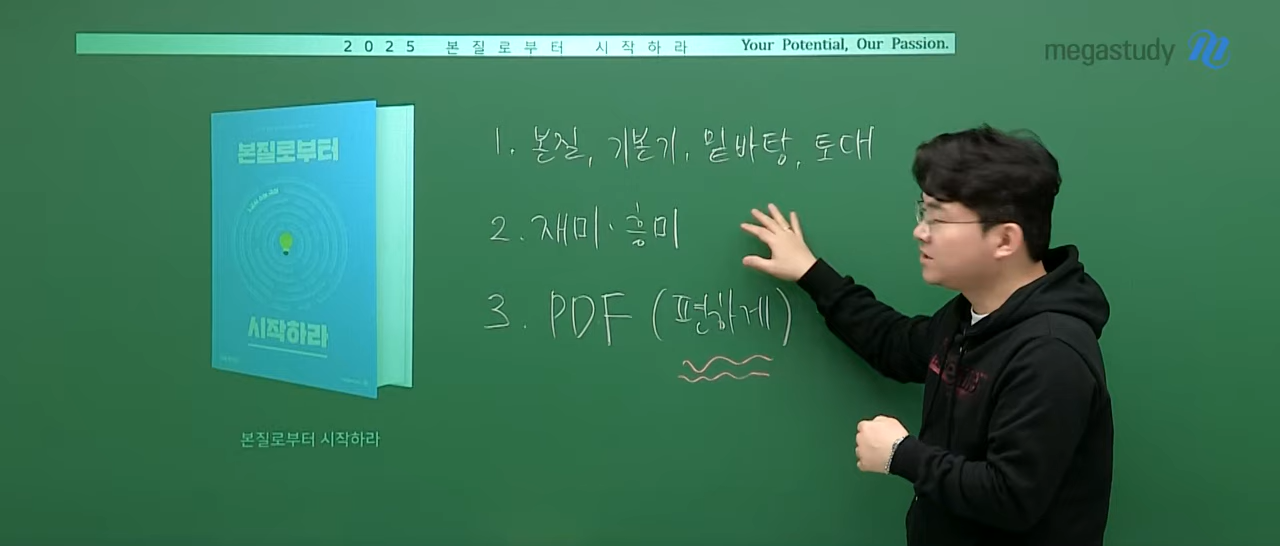 2025 본질로부터 시작하라 Your Potential, Our Passion.
megastudy
본질로부터
시작하라
본질로부터 시작하라
1. 본질, 기본기, 밑바탕, 토대
2. 재미·흥미
3. PDF (편하게)